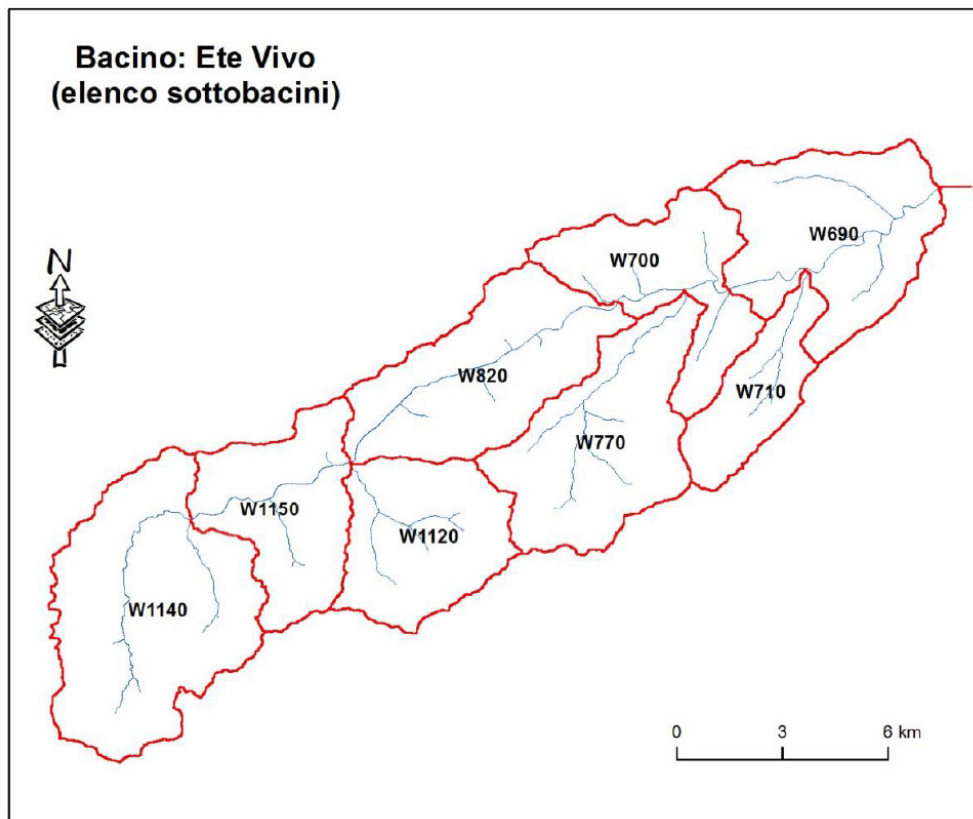 Bacino: Ete Vivo
(elenco sottobacini)
N
W690
W700
W820
W710
W770
W1150
W1120
W1140
0 3 6 km